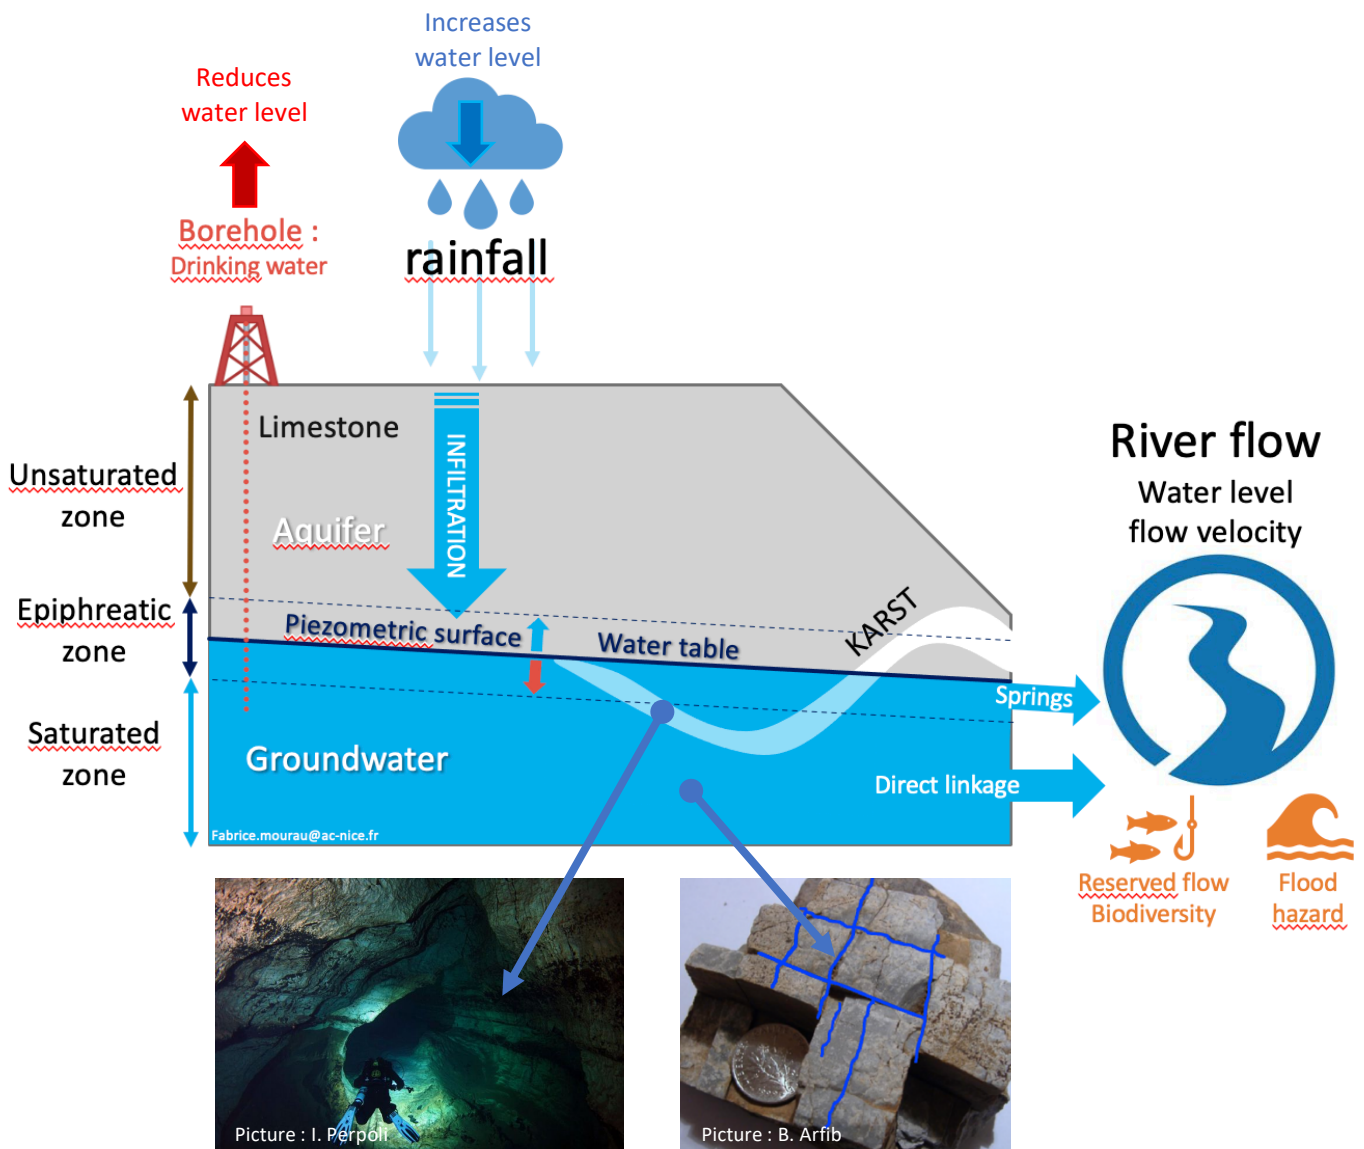 Increases
water level
Reduces
water level
Borehole :
Drinking water
rainfall
Limestone
INFILTRATION
Aquifer
Unsaturated
zone
Epiphreatic
zone
Saturated
zone
Piezometric surface
Water table
KARST
Groundwater
Springs
Direct linkage
Fabrice.mourau@ac-nice.fr
River flow
Water level
flow velocity
Reserved flow
Biodiversity
Flood
hazard
Picture : I. Perpoli
Picture : B. Arfib